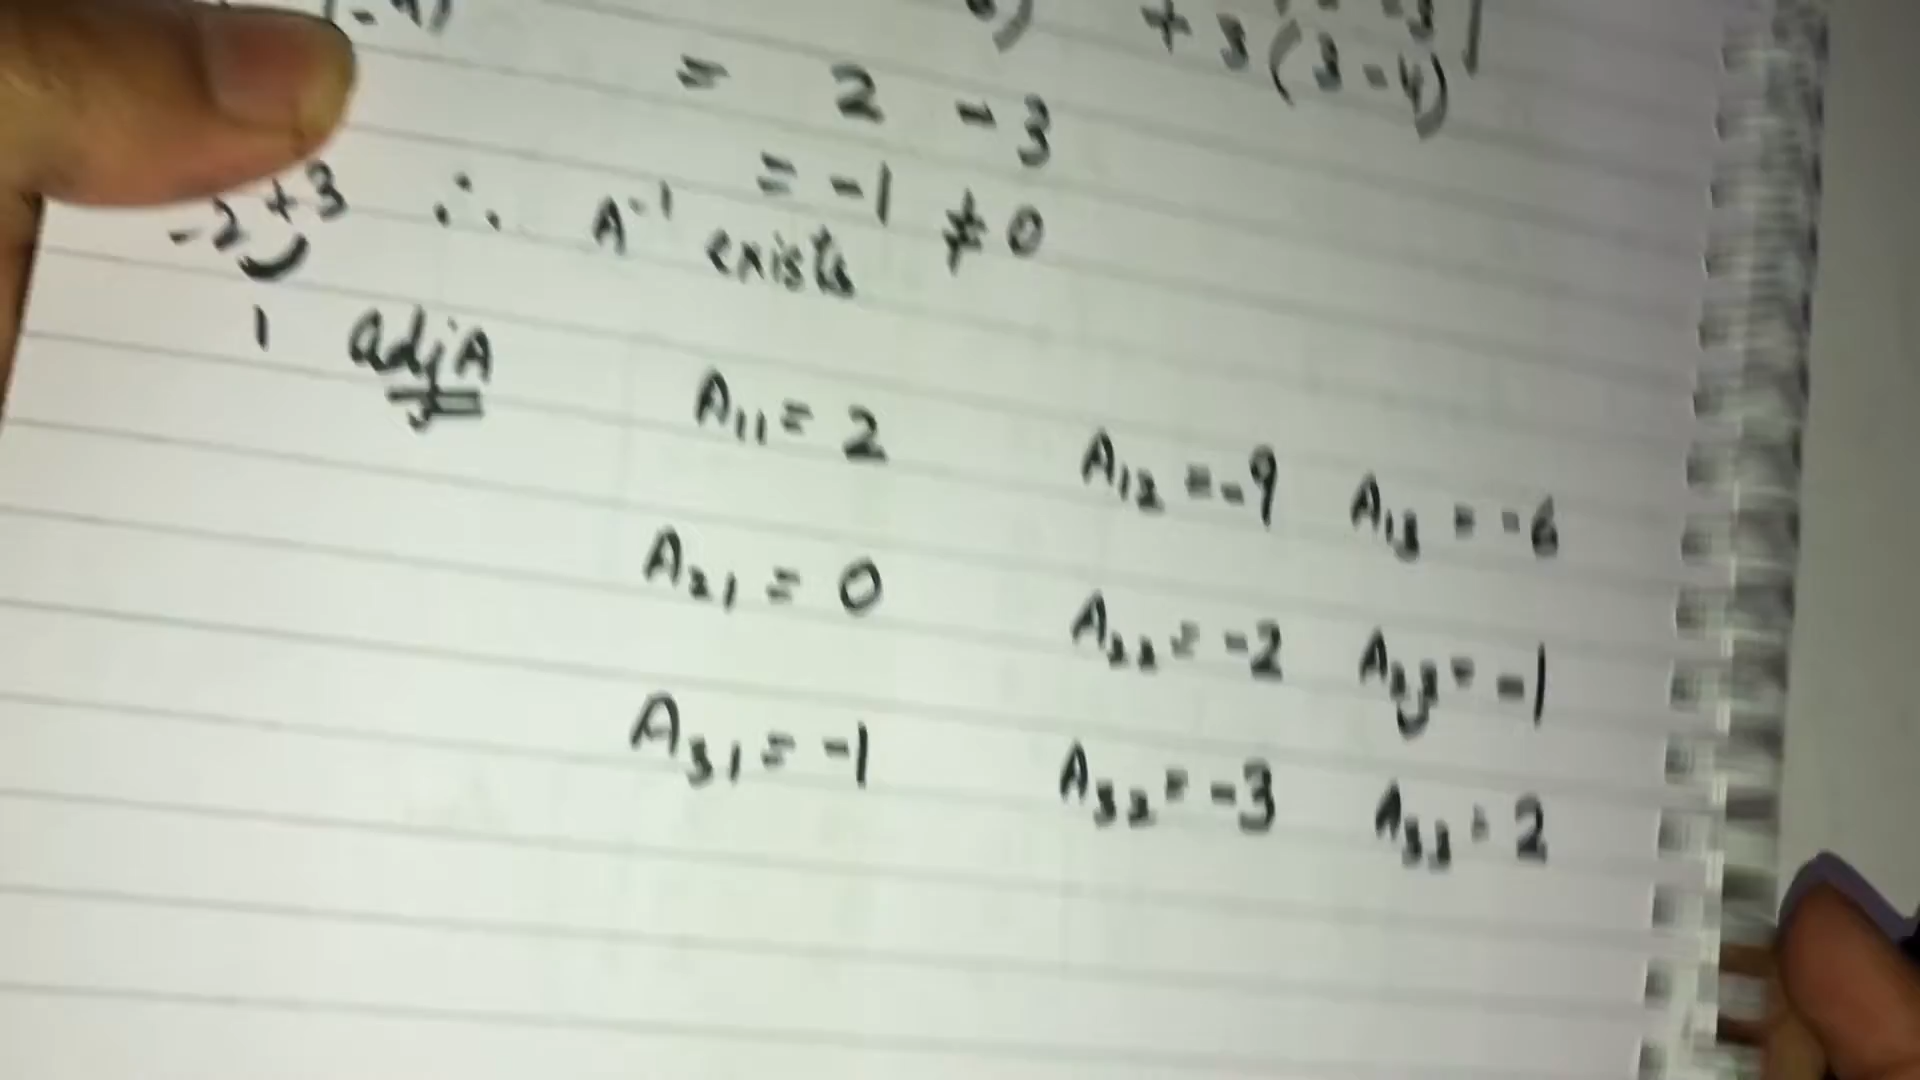 + 3(3-4)
= 2 - 3
= -1 ≠ 0
-2+3 ∴ A⁻¹ exists
1 adjA
A₁₁ = 2 A₁₂ = -9 A₁₃ = -6
A₂₁ = 0 A₂₂ = -2 A₂₃ = -1
A₃₁ = -1 A₃₂ = -3 A₃₃ = 2